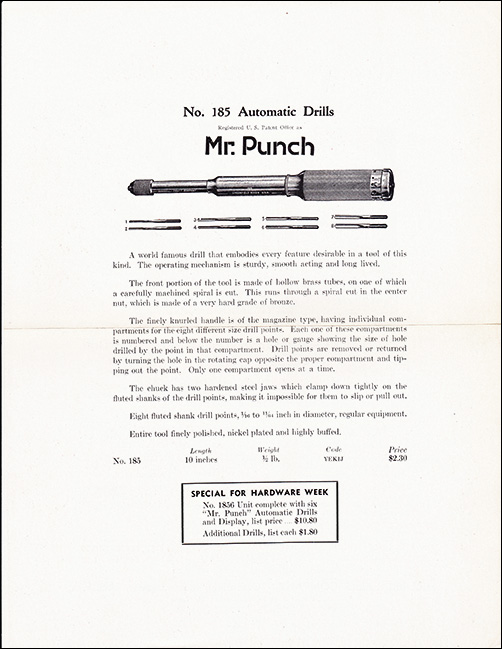 No. 185 Automatic Drills
Registered U. S. Patent Office as
Mr. Punch
1 2 3 4 5 6 7 8
A world famous drill that embodies every feature desirable in a tool of this
kind. The operating mechanism is sturdy, smooth acting and long lived.
The front portion of the tool is made of hollow brass tubes, on one of which
a carefully machined spiral is cut. This runs through a spiral cut in the center
nut, which is made of a very hard grade of bronze.
The finely knurled handle is of the magazine type, having individual com-
partments for the eight different size drill points. Each one of these compartments
is numbered and below the number is a hole or gauge showing the size of hole
drilled by the point in that compartment. Drill points are removed or returned
by turning the hole in the rotating cap opposite the proper compartment and tip-
ping out the point. Only one compartment opens at a time.
The chuck has two hardened steel jaws which clamp down tightly on the
fluted shanks of the drill points, making it impossible for them to slip or pull out.
Eight fluted shank drill points, 1/16 to 11/64 inch in diameter, regular equipment.
Entire tool finely polished, nickel plated and highly buffed.
Length Weight Code Price
No. 185 10 inches ½ lb. YEKIJ $2.30
SPECIAL FOR HARDWARE WEEK
No. 1856 Unit complete with six
"Mr. Punch" Automatic Drills
and Display, list price ... $10.80
Additional Drills, list each $1.80